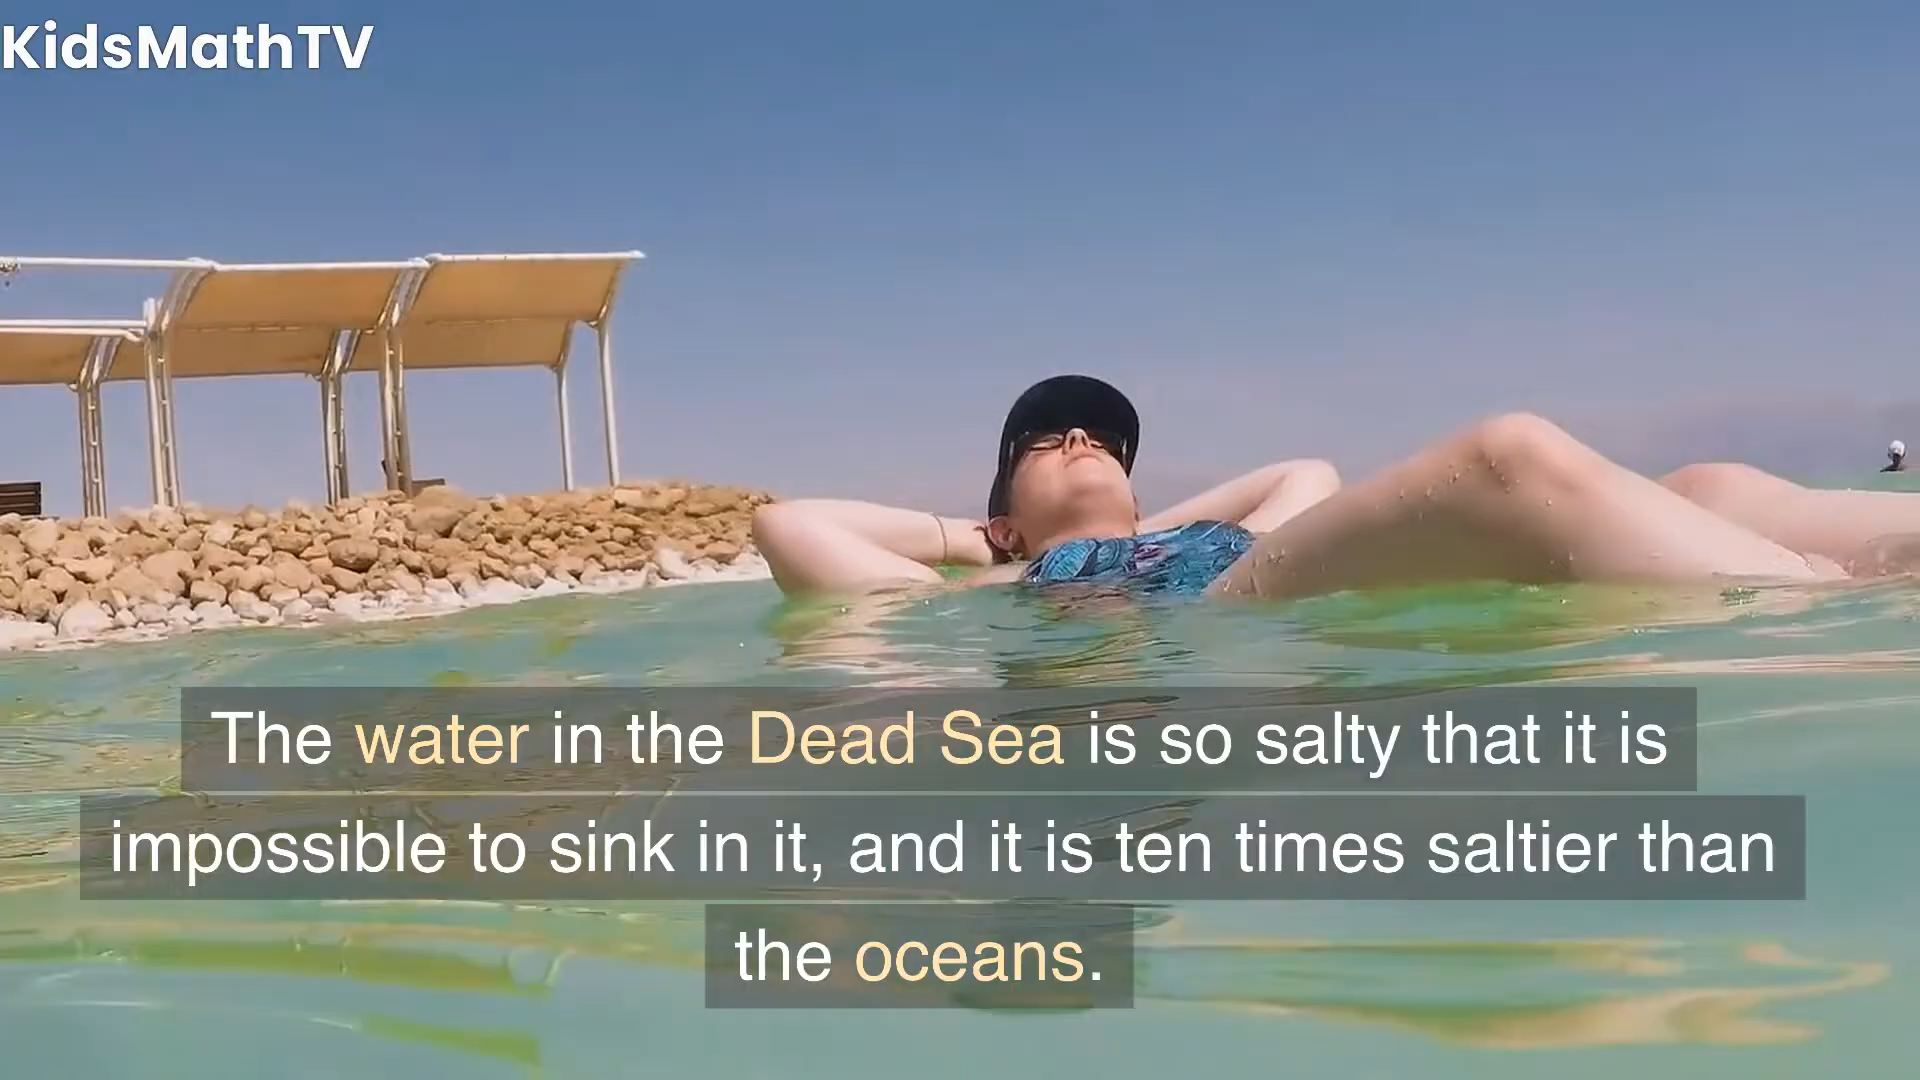 KidsMathTV
The water in the Dead Sea is so salty that it is
impossible to sink in it, and it is ten times saltier than
the oceans.